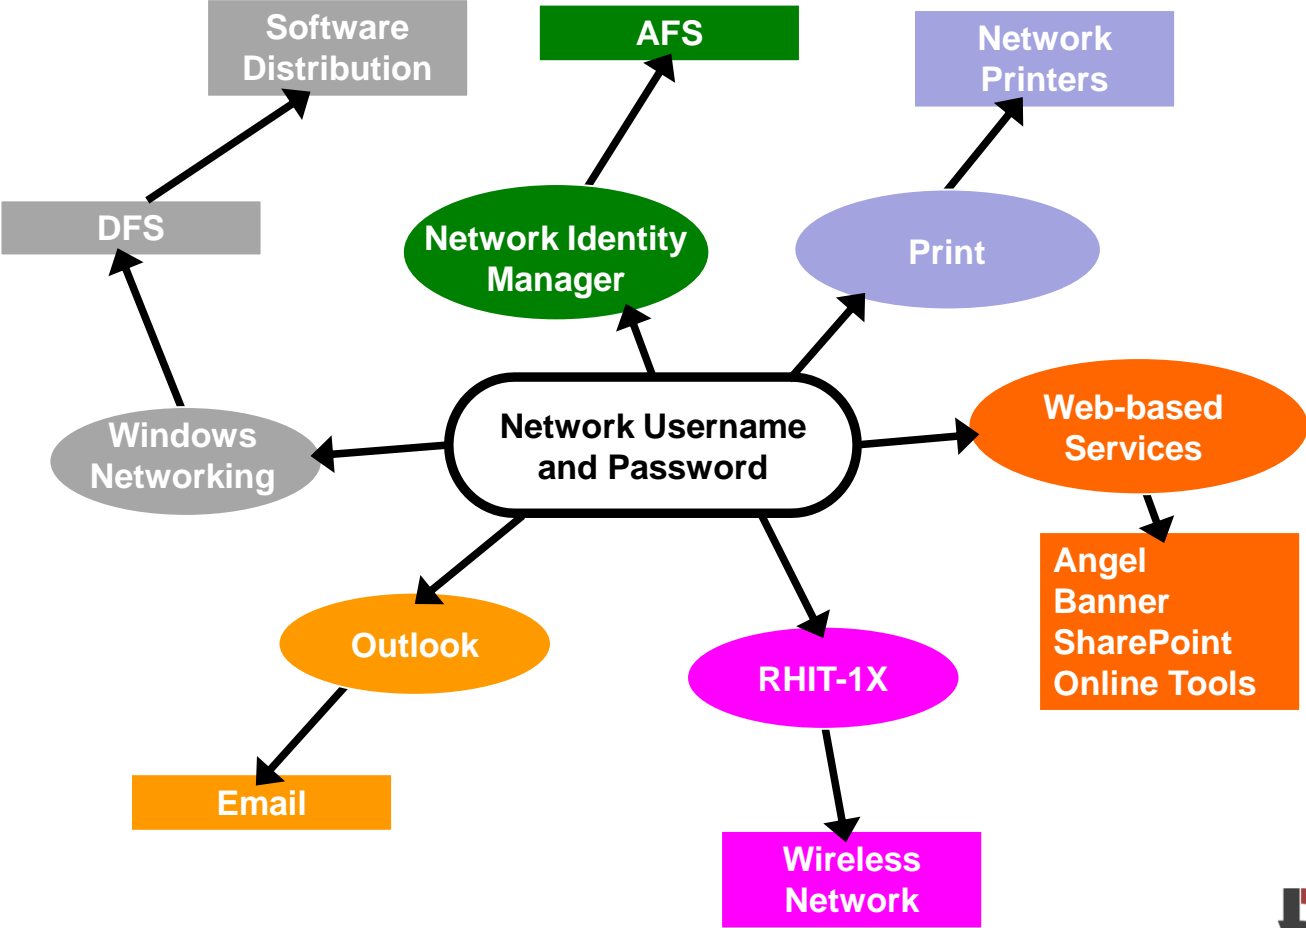 Software
Distribution
AFS
Network
Printers
DFS
Network Identity
Manager
Print
Windows
Networking
Network Username
and Password
Web-based
Services
Angel
Banner
SharePoint
Online Tools
Outlook
RHIT-1X
Email
Wireless
Network